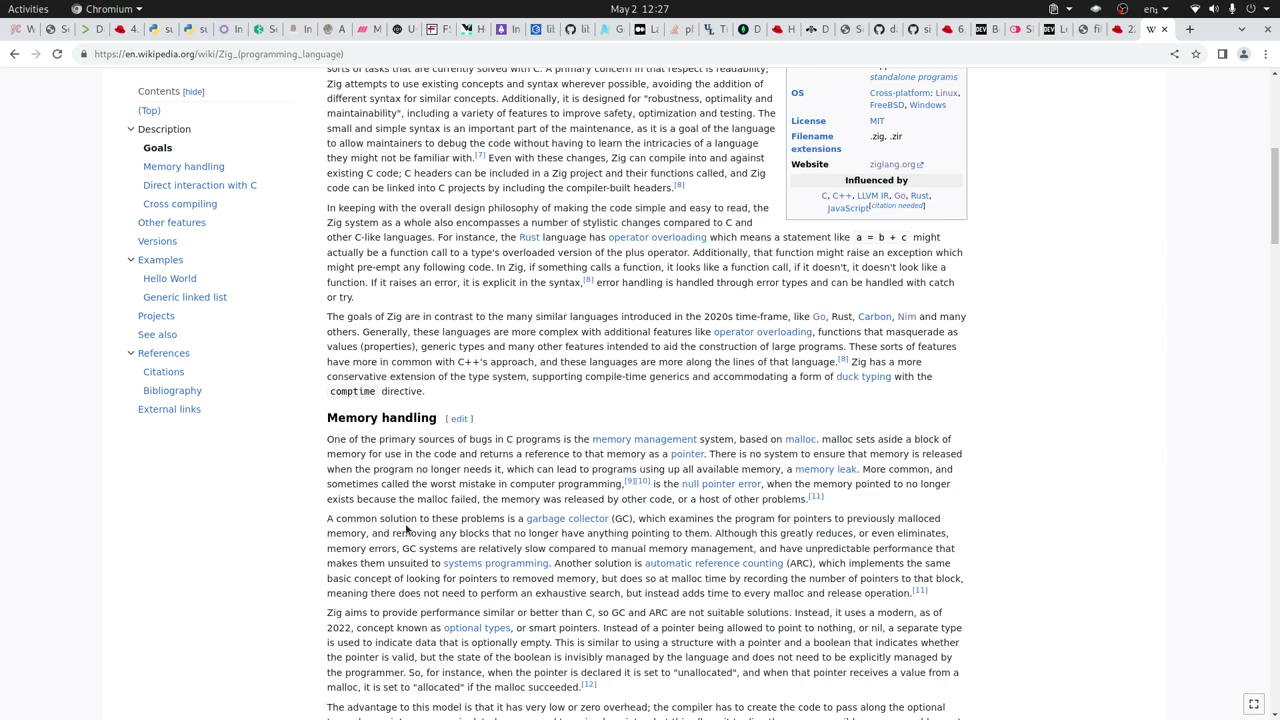 Activities
Chromium
May 2 12:27
en
https://en.wikipedia.org/wiki/Zig_(programming_language)
Contents [hide]
(Top)
Description
Goals
Memory handling
Direct interaction with C
Cross compiling
Other features
Versions
Examples
Hello World
Generic linked list
Projects
See also
References
Citations
Bibliography
External links
sorts of tasks that are currently solved with C. A primary concern in that respect is readability;
Zig attempts to use existing concepts and syntax wherever possible, avoiding the addition of
different syntax for similar concepts. Additionally, it is designed for "robustness, optimality and
maintainability", including a variety of features to improve safety, optimization and testing. The
small and simple syntax is an important part of the maintenance, as it is a goal of the language
to allow maintainers to debug the code without having to learn the intricacies of a language
they might not be familiar with.[7] Even with these changes, Zig can compile into and against
existing C code; C headers can be included in a Zig project and their functions called, and Zig
code can be linked into C projects by including the compiler-built headers.[8]
In keeping with the overall design philosophy of making the code simple and easy to read, the
Zig system as a whole also encompasses a number of stylistic changes compared to C and
other C-like languages. For instance, the Rust language has operator overloading which means a statement like a = b + c might
actually be a function call to a type's overloaded version of the plus operator. Additionally, that function might raise an exception which
might pre-empt any following code. In Zig, if something calls a function, it looks like a function call, if it doesn't, it doesn't look like a
function. If it raises an error, it is explicit in the syntax,[8] error handling is handled through error types and can be handled with catch
or try.
The goals of Zig are in contrast to the many similar languages introduced in the 2020s time-frame, like Go, Rust, Carbon, Nim and many
others. Generally, these languages are more complex with additional features like operator overloading, functions that masquerade as
values (properties), generic types and many other features intended to aid the construction of large programs. These sorts of features
have more in common with C++'s approach, and these languages are more along the lines of that language.[8] Zig has a more
conservative extension of the type system, supporting compile-time generics and accommodating a form of duck typing with the
comptime directive.
Memory handling [ edit ]
One of the primary sources of bugs in C programs is the memory management system, based on malloc. malloc sets aside a block of
memory for use in the code and returns a reference to that memory as a pointer. There is no system to ensure that memory is released
when the program no longer needs it, which can lead to programs using up all available memory, a memory leak. More common, and
sometimes called the worst mistake in computer programming,[9][10] is the null pointer error, when the memory pointed to no longer
exists because the malloc failed, the memory was released by other code, or a host of other problems.[11]
A common solution to these problems is a garbage collector (GC), which examines the program for pointers to previously malloced
memory, and removing any blocks that no longer have anything pointing to them. Although this greatly reduces, or even eliminates,
memory errors, GC systems are relatively slow compared to manual memory management, and have unpredictable performance that
makes them unsuited to systems programming. Another solution is automatic reference counting (ARC), which implements the same
basic concept of looking for pointers to removed memory, but does so at malloc time by recording the number of pointers to that block,
meaning there does not need to perform an exhaustive search, but instead adds time to every malloc and release operation.[11]
Zig aims to provide performance similar or better than C, so GC and ARC are not suitable solutions. Instead, it uses a modern, as of
2022, concept known as optional types, or smart pointers. Instead of a pointer being allowed to point to nothing, or nil, a separate type
is used to indicate data that is optionally empty. This is similar to using a structure with a pointer and a boolean that indicates whether
the pointer is valid, but the state of the boolean is invisibly managed by the language and does not need to be explicitly managed by
the programmer. So, for instance, when the pointer is declared it is set to "unallocated", and when that pointer receives a value from a
malloc, it is set to "allocated" if the malloc succeeded.[12]
The advantage to this model is that it has very low or zero overhead; the compiler has to create the code to pass along the optional
standalone programs
OS Cross-platform: Linux,
FreeBSD, Windows
License MIT
Filename .zig, .zir
extensions
Website ziglang.org
Influenced by
C, C++, LLVM IR, Go, Rust,
JavaScript[citation needed]